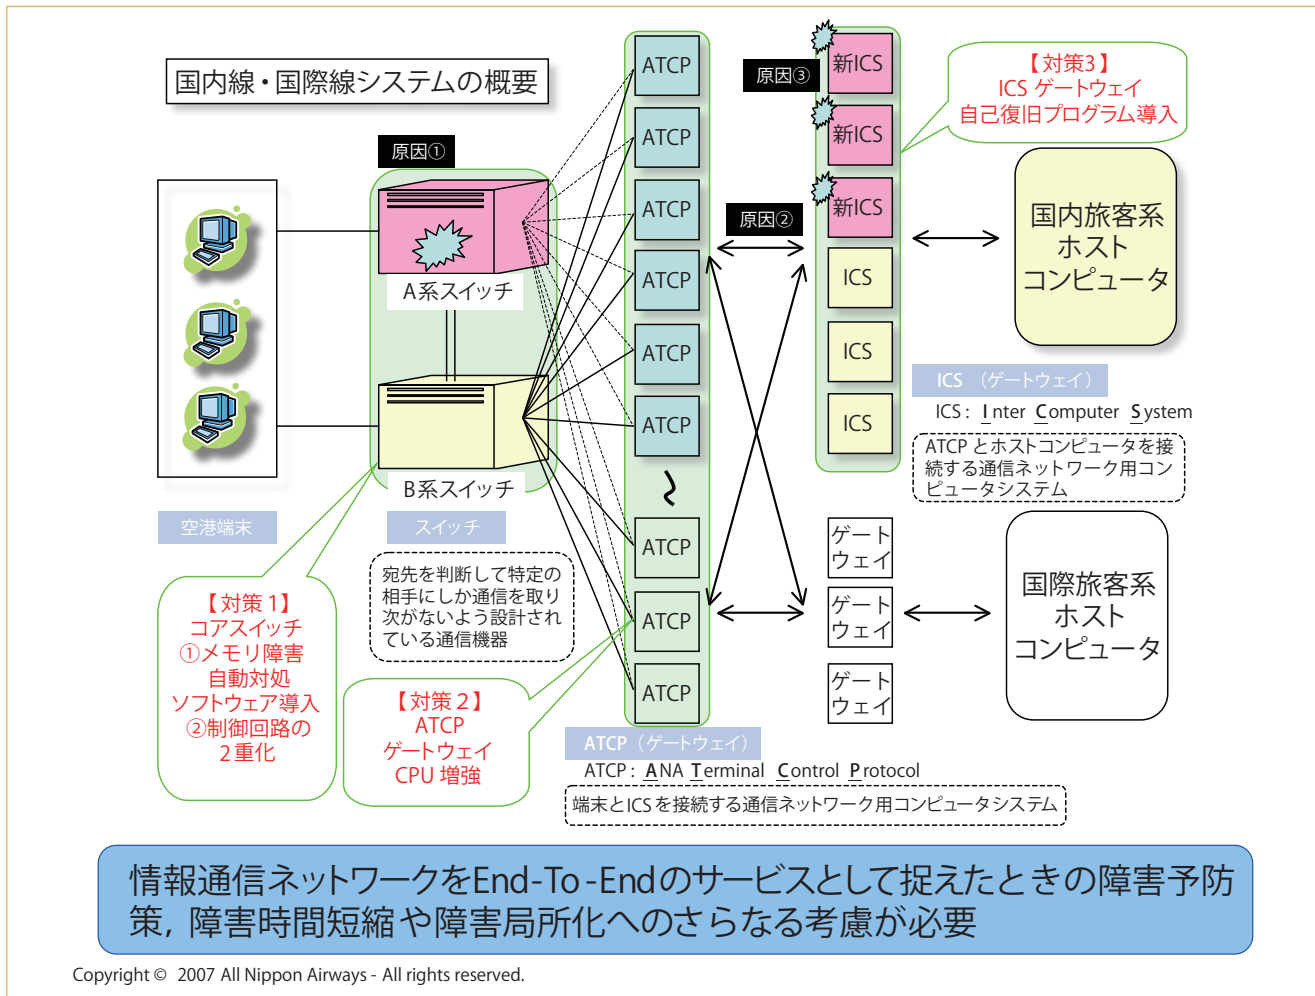 国内線・国際線システムの概要
原因①
A系スイッチ
B系スイッチ
空港端末
スイッチ
宛先を判断して特定の
相手にしか通信を取り
次がないよう設計され
ている通信機器
【対策1】
コアスイッチ
①メモリ障害
自動対処
ソフトウェア導入
②制御回路の
2重化
【対策2】
ATCP
ゲートウェイ
CPU 増強
ATCP
ATCP
ATCP
ATCP
ATCP
ATCP
ATCP
ATCP
ATCP
ATCP(ゲートウェイ)
ATCP: ANA Terminal Control Protocol
端末とICSを接続する通信ネットワーク用コンピュータシステム
原因②
原因③
新ICS
新ICS
新ICS
ICS
ICS
ICS
【対策3】
ICS ゲートウェイ
自己復旧プログラム導入
国内旅客系
ホスト
コンピュータ
ICS (ゲートウェイ)
ICS: Inter Computer System
ATCP とホストコンピュータを接
続する通信ネットワーク用コン
ピュータシステム
ゲート
ウェイ
ゲート
ウェイ
ゲート
ウェイ
国際旅客系
ホスト
コンピュータ
情報通信ネットワークをEnd-To-Endのサービスとして捉えたときの障害予防
策, 障害時間短縮や障害局所化へのさらなる考慮が必要
Copyright © 2007 All Nippon Airways - All rights reserved.